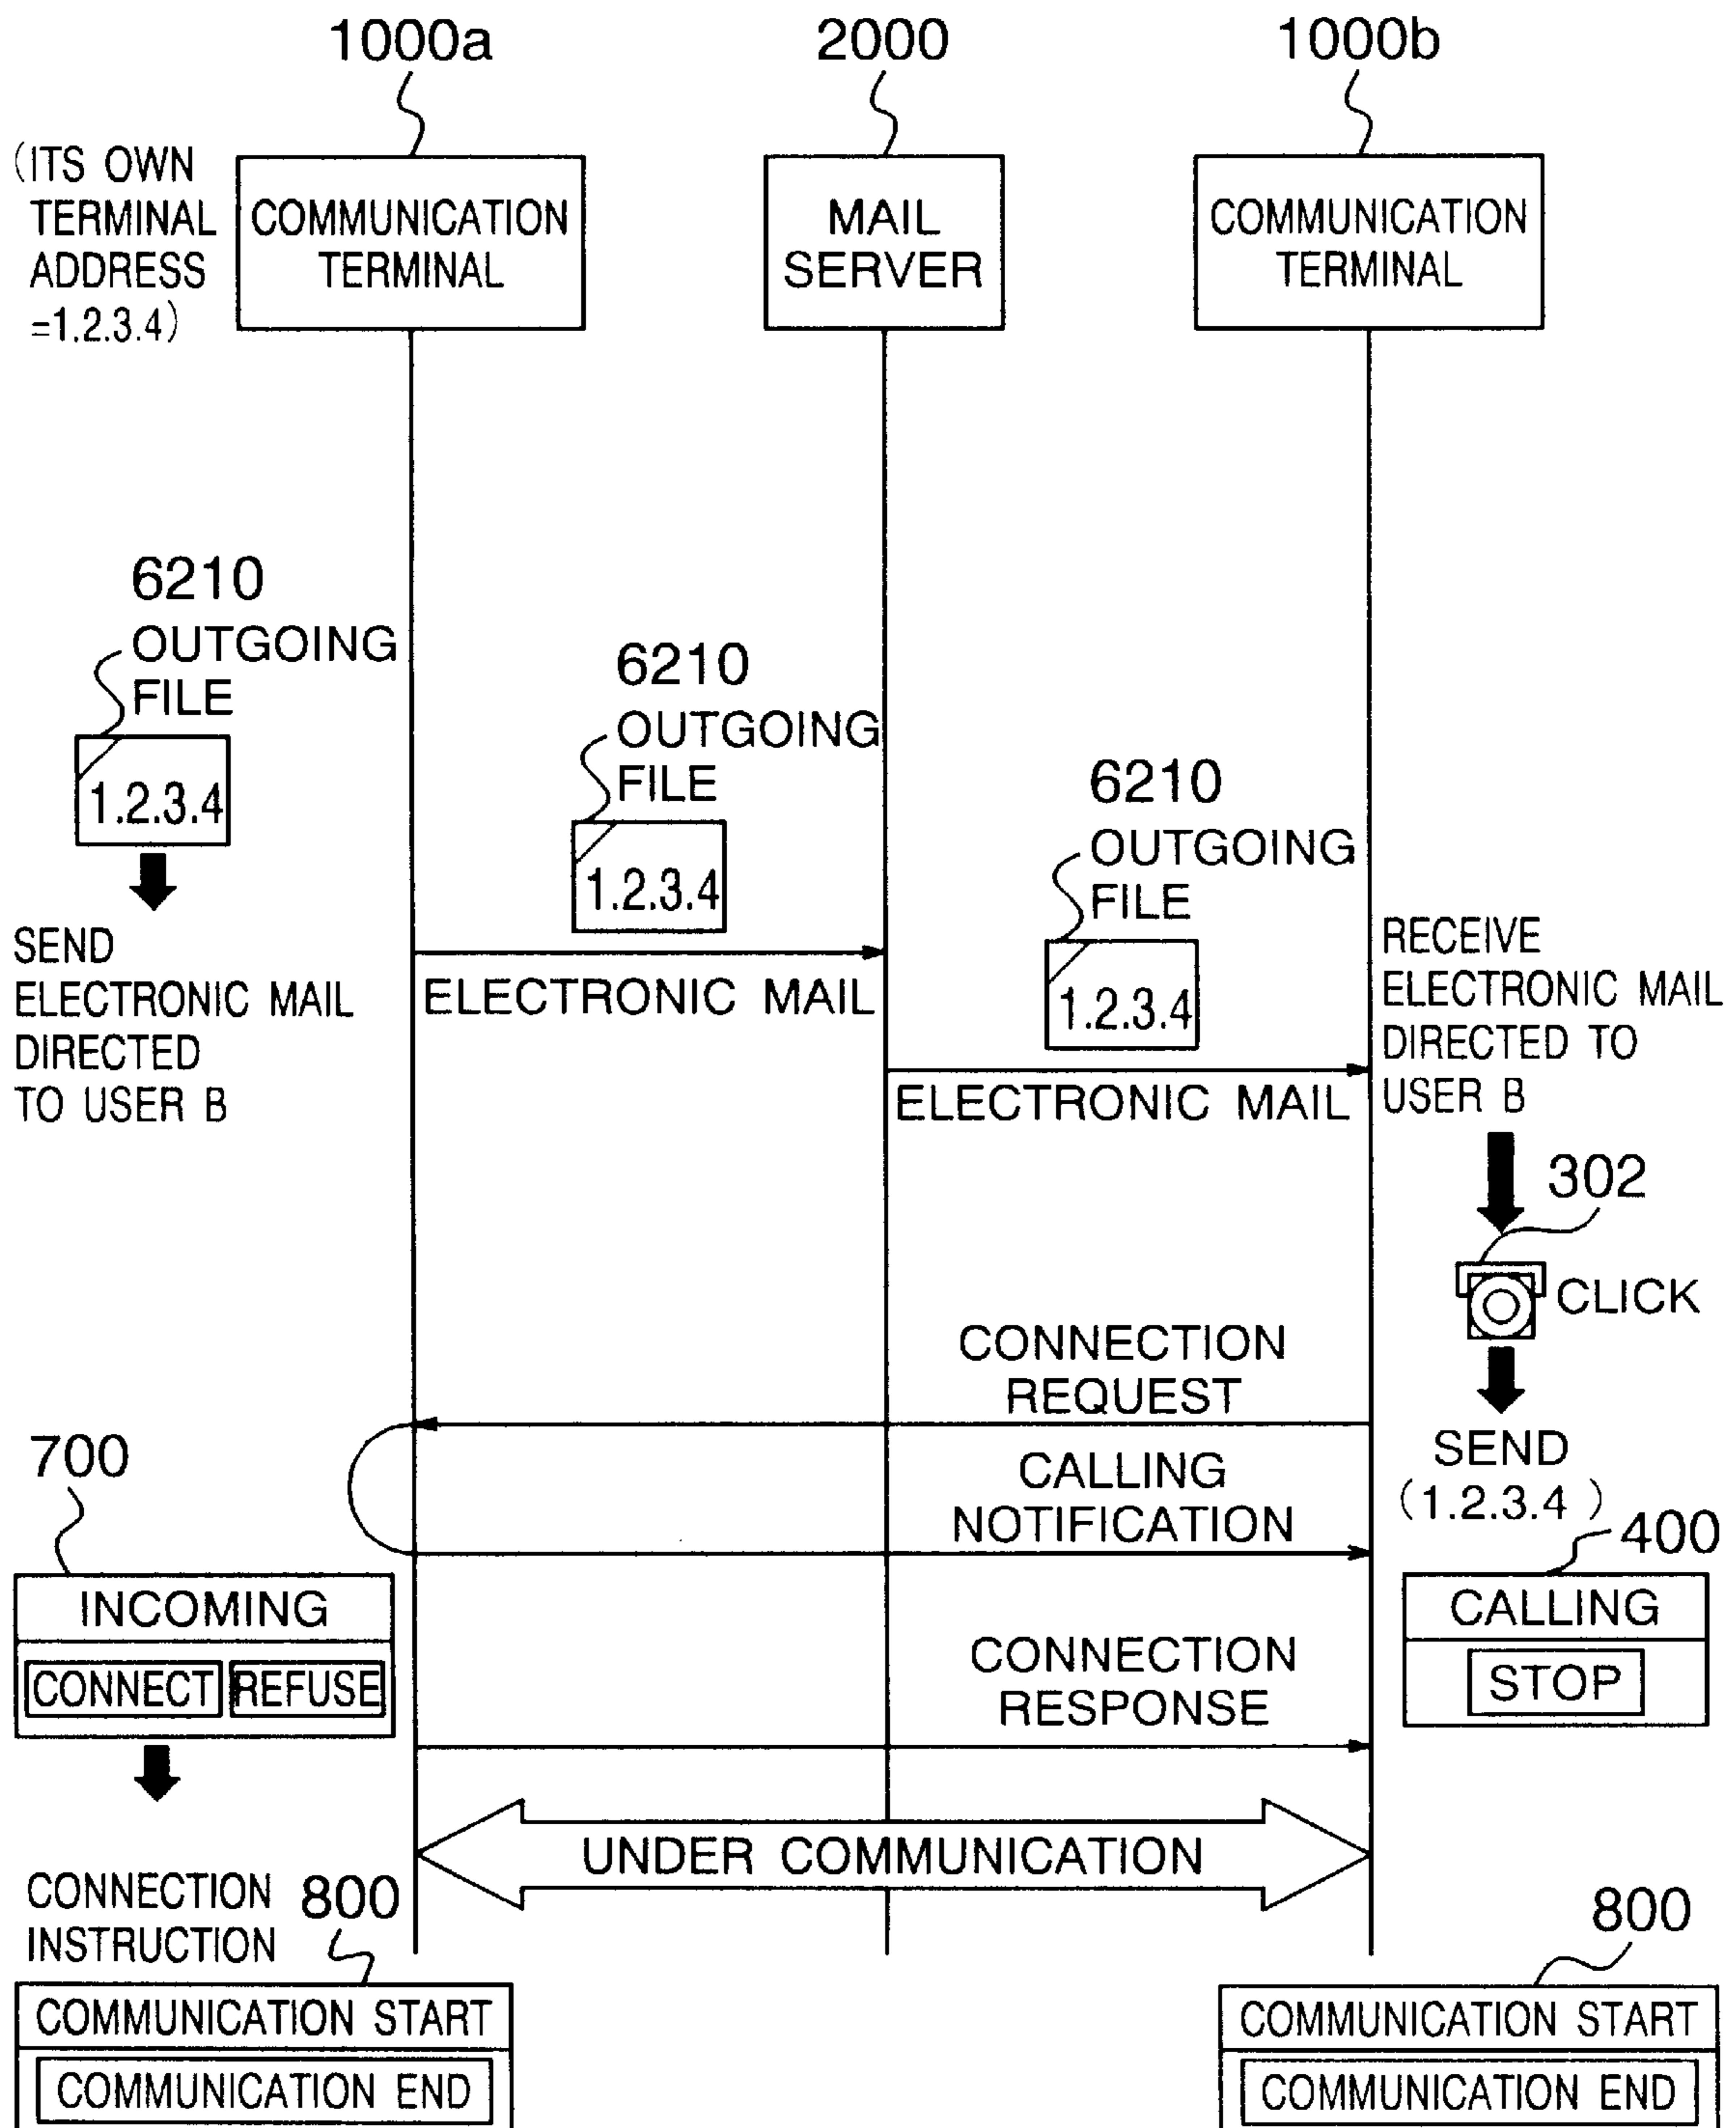 1000a
2000
1000b
(ITS OWN
TERMINAL
ADDRESS
=1.2.3.4)
COMMUNICATION
TERMINAL
MAIL
SERVER
COMMUNICATION
TERMINAL
6210
OUTGOING
FILE
1.2.3.4
6210
OUTGOING
FILE
1.2.3.4
6210
OUTGOING
FILE
1.2.3.4
SEND
ELECTRONIC MAIL
DIRECTED
TO USER B
ELECTRONIC MAIL
ELECTRONIC MAIL
RECEIVE
ELECTRONIC MAIL
DIRECTED TO
USER B
302
CLICK
CONNECTION
REQUEST
SEND
(1.2.3.4)
CALLING
NOTIFICATION
700
INCOMING
CONNECT REFUSE
400
CALLING
STOP
CONNECTION
RESPONSE
UNDER COMMUNICATION
CONNECTION
INSTRUCTION
800
COMMUNICATION START
COMMUNICATION END
800
COMMUNICATION START
COMMUNICATION END